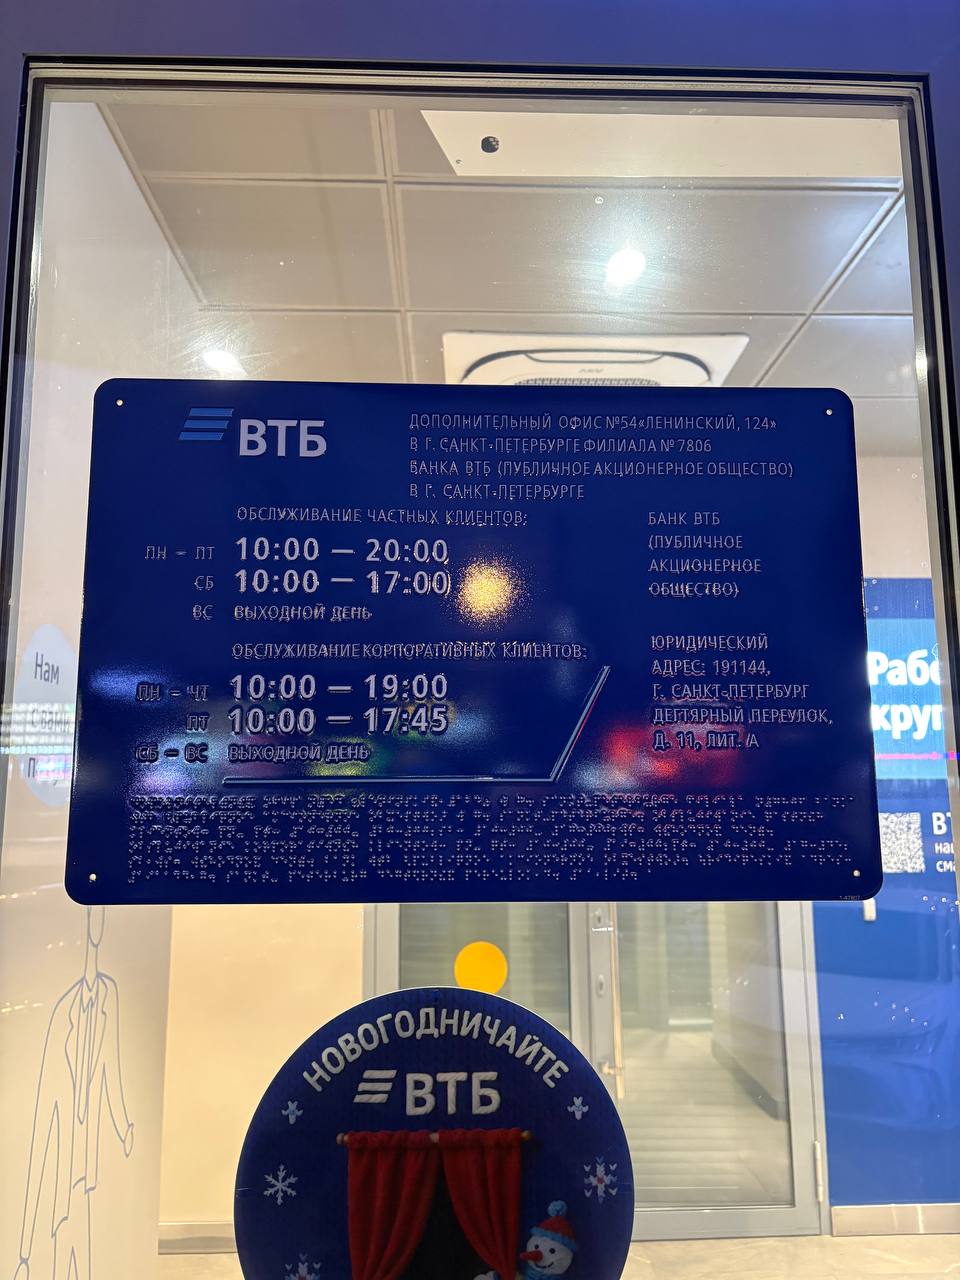 ВТБ
ДОПОЛНИТЕЛЬНЫЙ ОФИС №54«ЛЕНИНСКИЙ, 124»
В Г. САНКТ-ПЕТЕРБУРГЕ ФИЛИАЛА № 7806
БАНКА ВТБ (ПУБЛИЧНОЕ АКЦИОНЕРНОЕ ОБЩЕСТВО)
В Г. САНКТ-ПЕТЕРБУРГЕ
ОБСЛУЖИВАНИЕ ЧАСТНЫХ КЛИЕНТОВ:
ПН – ПТ 10:00 — 20:00
СБ 10:00 — 17:00
ВС ВЫХОДНОЙ ДЕНЬ
ОБСЛУЖИВАНИЕ КОРПОРАТИВНЫХ КЛИЕНТОВ:
ПН – ЧТ 10:00 — 19:00
ПТ 10:00 — 17:45
СБ – ВС ВЫХОДНОЙ ДЕНЬ
БАНК ВТБ
(ПУБЛИЧНОЕ
АКЦИОНЕРНОЕ
ОБЩЕСТВО)
ЮРИДИЧЕСКИЙ
АДРЕС: 191144,
Г. САНКТ-ПЕТЕРБУРГ
ДЕГТЯРНЫЙ ПЕРЕУЛОК,
Д. 11, ЛИТ. А
Нам
НОВОГОДНИЧАЙТЕ
ВТБ